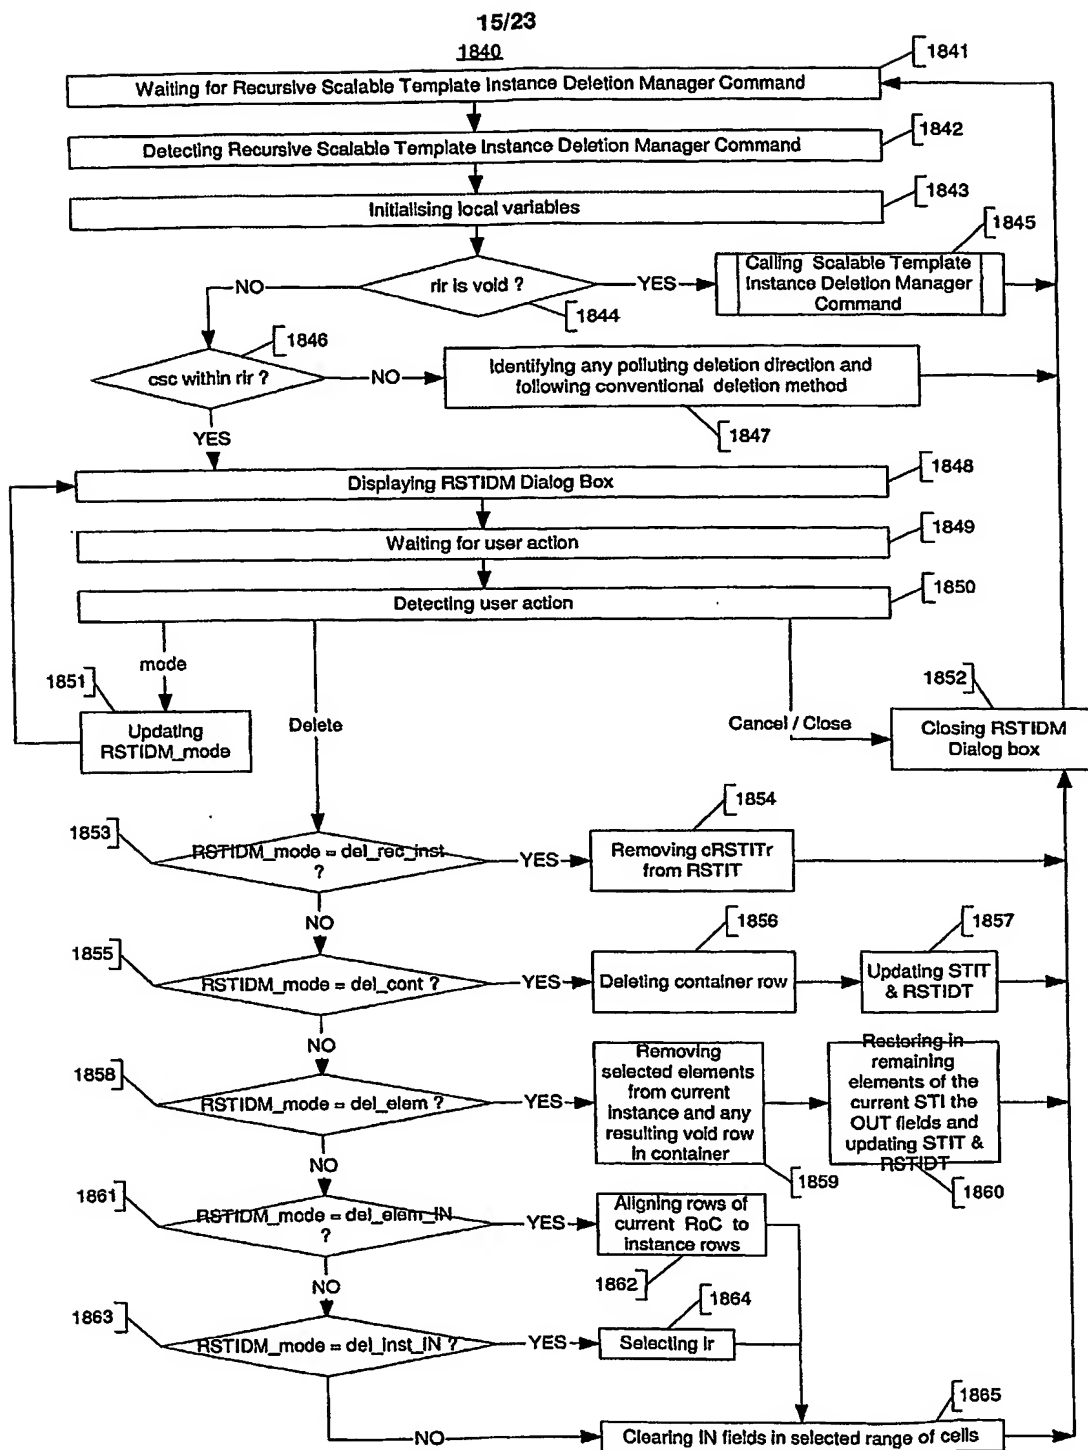 15/23
1840
1841
Waiting for Recursive Scalable Template Instance Deletion Manager Command
1842
Detecting Recursive Scalable Template Instance Deletion Manager Command
1843
Initialising local variables
1845
rir is void ?
YES
Calling Scalable Template
Instance Deletion Manager
Command
NO
1844
1846
csc within rir ?
NO
Identifying any polluting deletion direction and
following conventional deletion method
1847
YES
1848
Displaying RSTIDM Dialog Box
1849
Waiting for user action
1850
Detecting user action
mode
1851
Updating
RSTIDM_mode
Delete
Cancel / Close
1852
Closing RSTIDM
Dialog box
1853
RSTIDM_mode = del_rec_inst
?
YES
1854
Removing cRSTITr
from RSTIT
NO
1855
RSTIDM_mode = del_cont ?
YES
1856
Deleting container row
1857
Updating STIT
& RSTIDT
NO
1858
RSTIDM_mode = del_elem ?
YES
Removing
selected elements
from current
instance and any
resulting void row
in container
1859
Restoring in
remaining
elements of the
current STI the
OUT fields and
updating STIT &
RSTIDT
1860
NO
1861
RSTIDM_mode = del_elem_IN
?
YES
Aligning rows of
current RoC to
instance rows
1862
NO
1863
RSTIDM_mode = del_inst_IN ?
YES
1864
Selecting ir
1865
NO
Clearing IN fields in selected range of cells